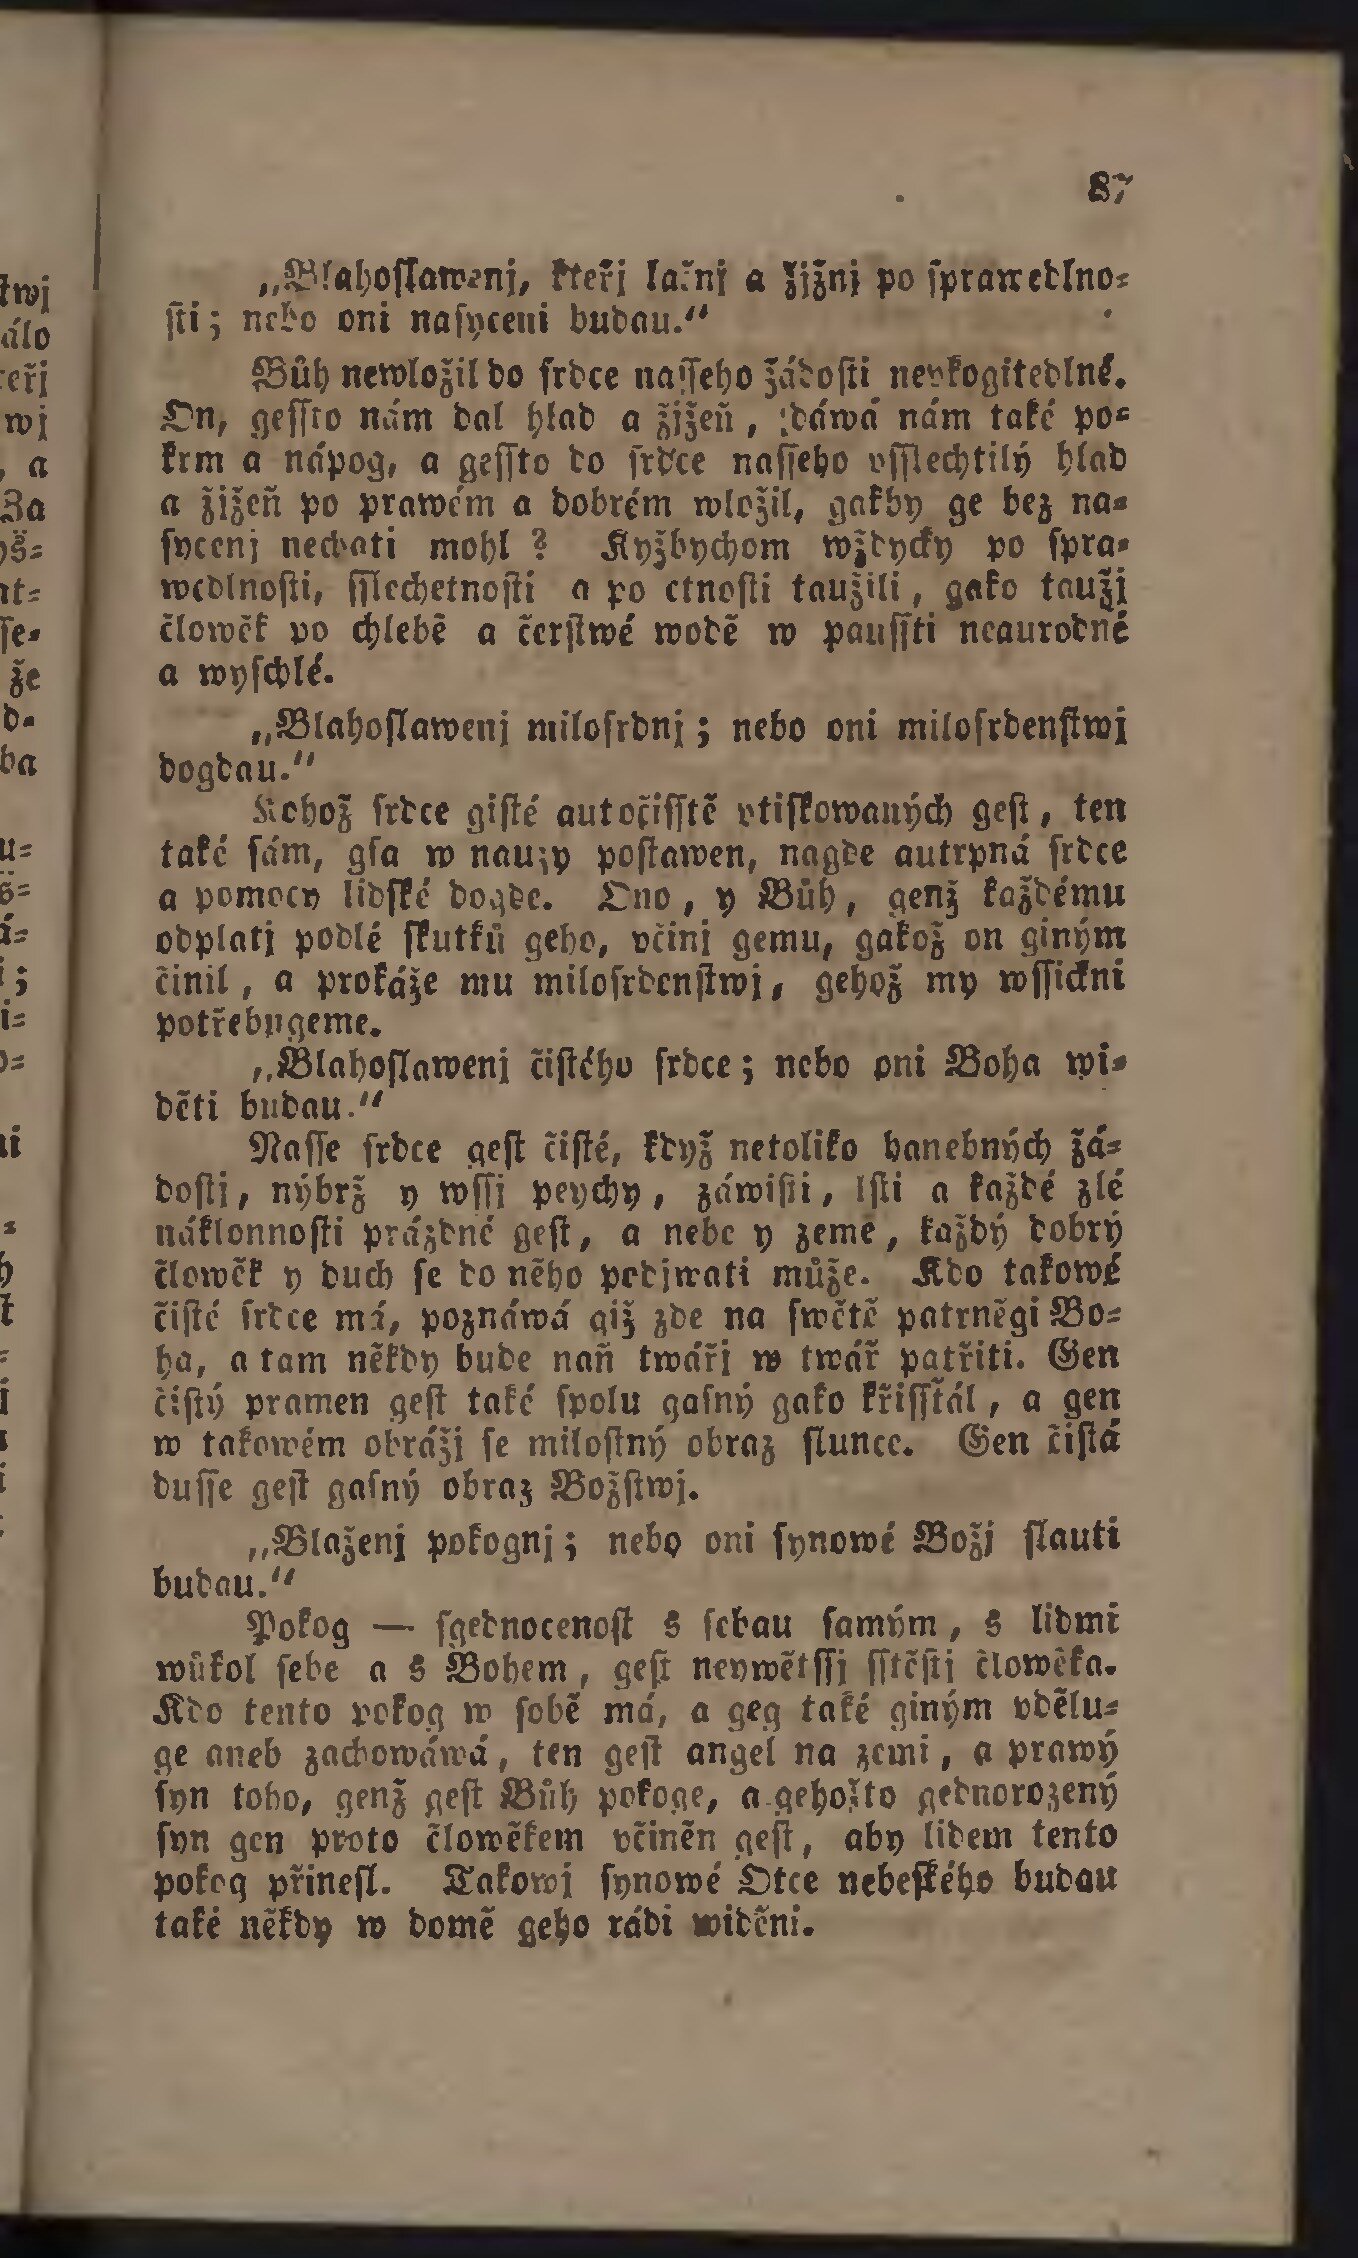 87
„Blahoſlawenj, kteřj lačnj a žjžnj po ſprawedlno⸗
ſti; nebo oni naſyceni budau.“
Bůh newložil do ſrdce naſſeho žádoſti nevkogitedlné.
On, geſſto nám dal hlad a žižeň, dáwá nám také po⸗
krm a nápog, a geſſto do ſrdce naſſeho vſſlechtilý hlad
a žižeň po prawém a dobrém wložil, gakby ge bez na⸗
ſycenj nechati mohl? Kyžbychom wždycky po ſpra⸗
wedlnoſti, ſſlechetnoſti a po ctnoſti taužili, gako taužj
člowěk po chlebě a čerſtwé wodě w pauſſti neaurodné
a wyſchlé.
„Blahoſlawenj miloſrdnj; nebo oni miloſrdenſtwj
dogdau.“
Kohož ſrdce giſté autočiſſtě vtiſkowaných geſt, ten
také ſám, gſa w nauzy poſtawen, nagde autrpná ſrdce
a pomocy lidſké dogde. Ono, y Bůh, genž každému
odplatj podlé ſkutků geho, včinj gemu, gakož on giným
činil, a prokáže mu miloſrdenſtwj, gehož my wſſickni
potřebugeme.
„Blahoſlawenj čiſtého ſrdce; nebo oni Boha wi⸗
děti budau.“
Naſſe ſrdce geſt čiſté, když netoliko hanebných žá⸗
doſtj, nýbrž y wſſj peychy, záwiſti, lſti a každé zlé
náklonnoſti prázdné geſt, a nebe y země, každý dobrý
člowěk y duch ſe do něho podjwati může. Kdo takowé
čiſté ſrdce má, poznáwá giž zde na ſwětě patrněgi Bo⸗
ha, a tam někdy bude naň twářj w twář patřiti. Gen
čiſtý pramen geſt také ſpolu gaſný gako křiſſťál, a gen
w takowém obrážj ſe miloſtný obraz ſlunce. Gen čiſtá
duſſe geſt gaſný obraz Božſtwj.
„Blaženj pokognj; nebo oni ſynowé Božj ſlauti
budau.“
Pokog — ſgednocenoſt s ſebau ſamým, s lidmi
wůkol ſebe a s Bohem, geſt neywětſſj ſſtěſtj člowěka.
Kdo tento pokog w ſobě má, a geg také giným vdělu⸗
ge aneb zachowáwá, ten geſt angel na zemi, a prawý
ſyn toho, genž geſt Bůh pokoge, a gehožto gednorozený
ſyn gen proto člowěkem včiněn geſt, aby lidem tento
pokog přineſl. Takowj ſynowé Otce nebeſkého budau
také někdy w domě geho rádi widěni.